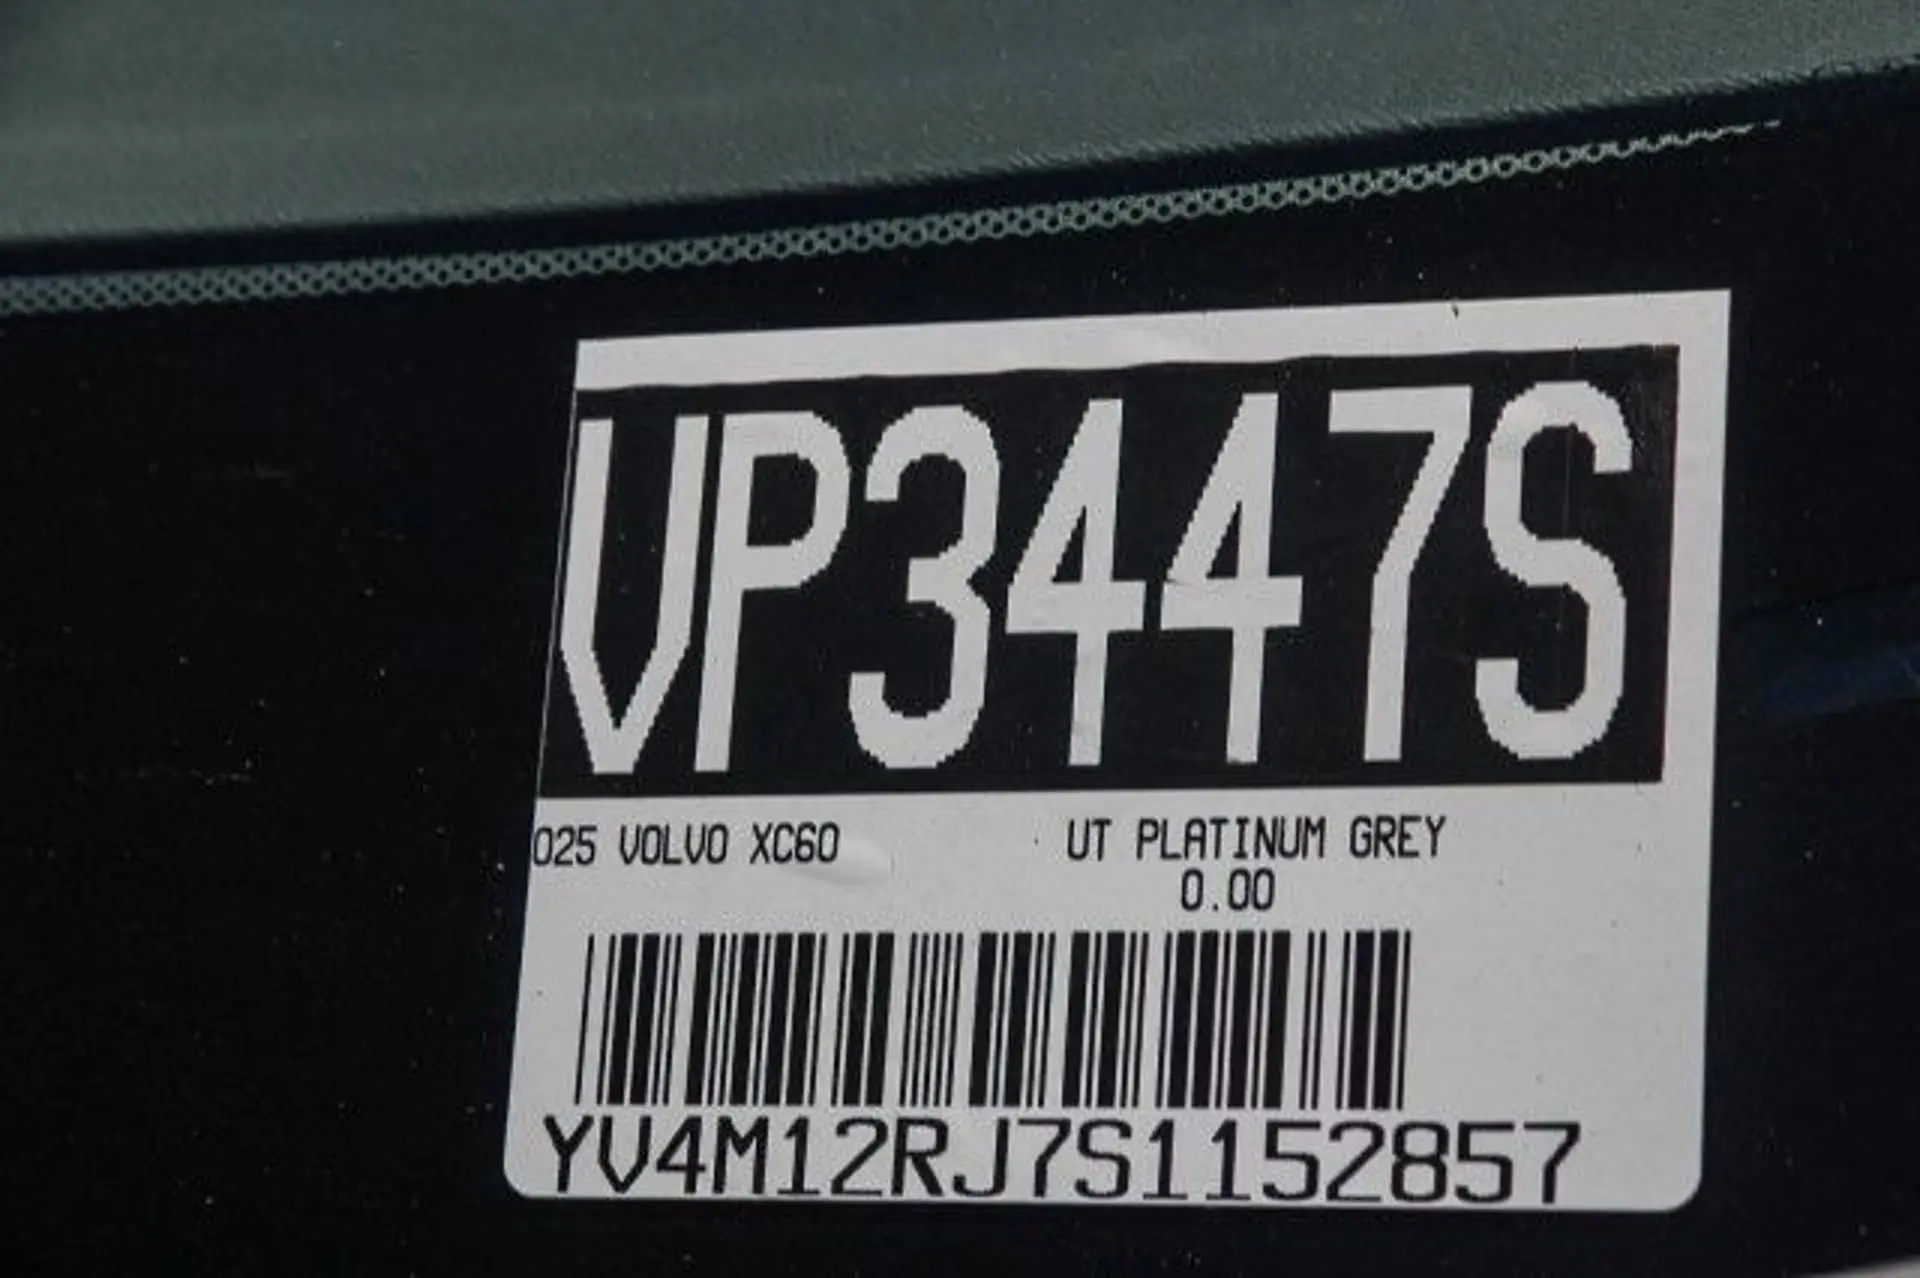 VP3447S
025 VOLVO XC60 UT PLATINUM GREY
0.00
YV4M12RJ7S1152857